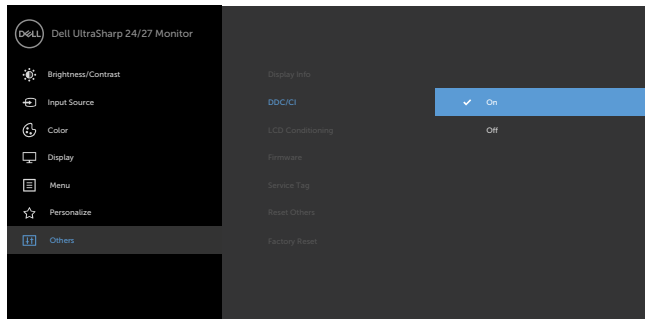 DELL
Dell UltraSharp 24/27 Monitor
Brightness/Contrast
Display Info
Input Source
DDC/CI
On
Color
LCD Conditioning
Off
Display
Firmware
Menu
Service Tag
Personalize
Reset Others
Others
Factory Reset